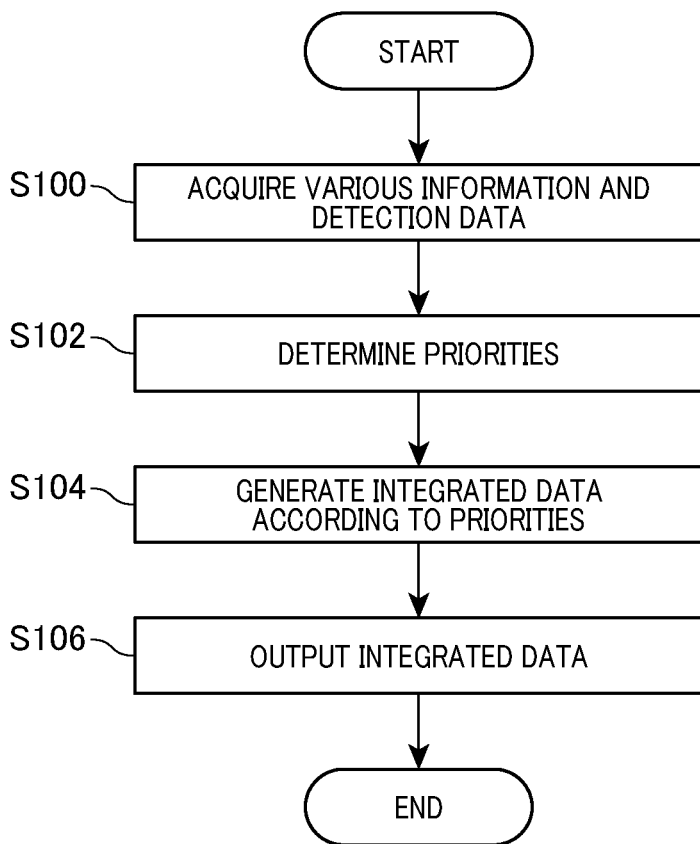 START
S100
ACQUIRE VARIOUS INFORMATION AND
DETECTION DATA
S102
DETERMINE PRIORITIES
S104
GENERATE INTEGRATED DATA
ACCORDING TO PRIORITIES
S106
OUTPUT INTEGRATED DATA
END